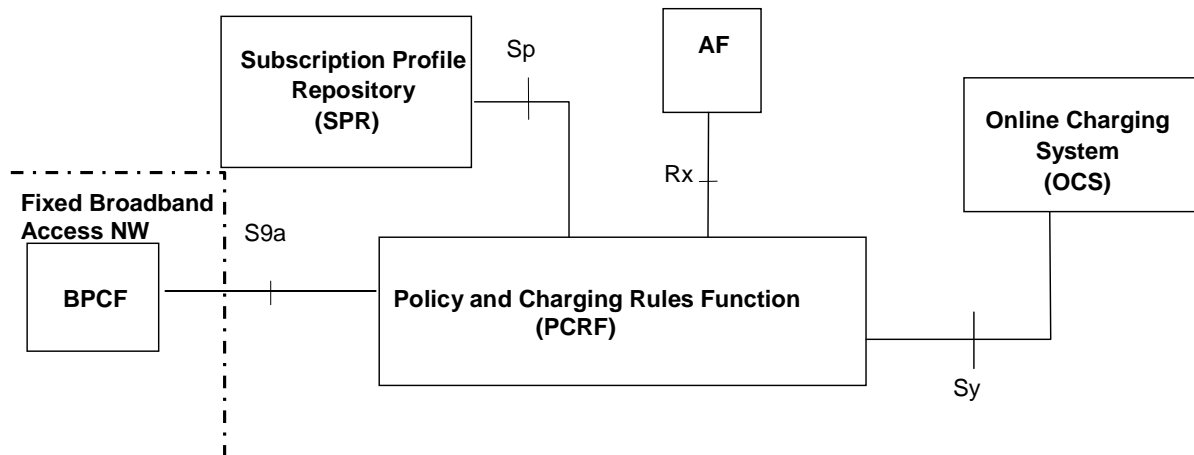 Subscription Profile
Repository
(SPR)
Sp
AF
Rx
Online Charging
System
(OCS)
Fixed Broadband
Access NW
BPCF
S9a
Policy and Charging Rules Function
(PCRF)
Sy